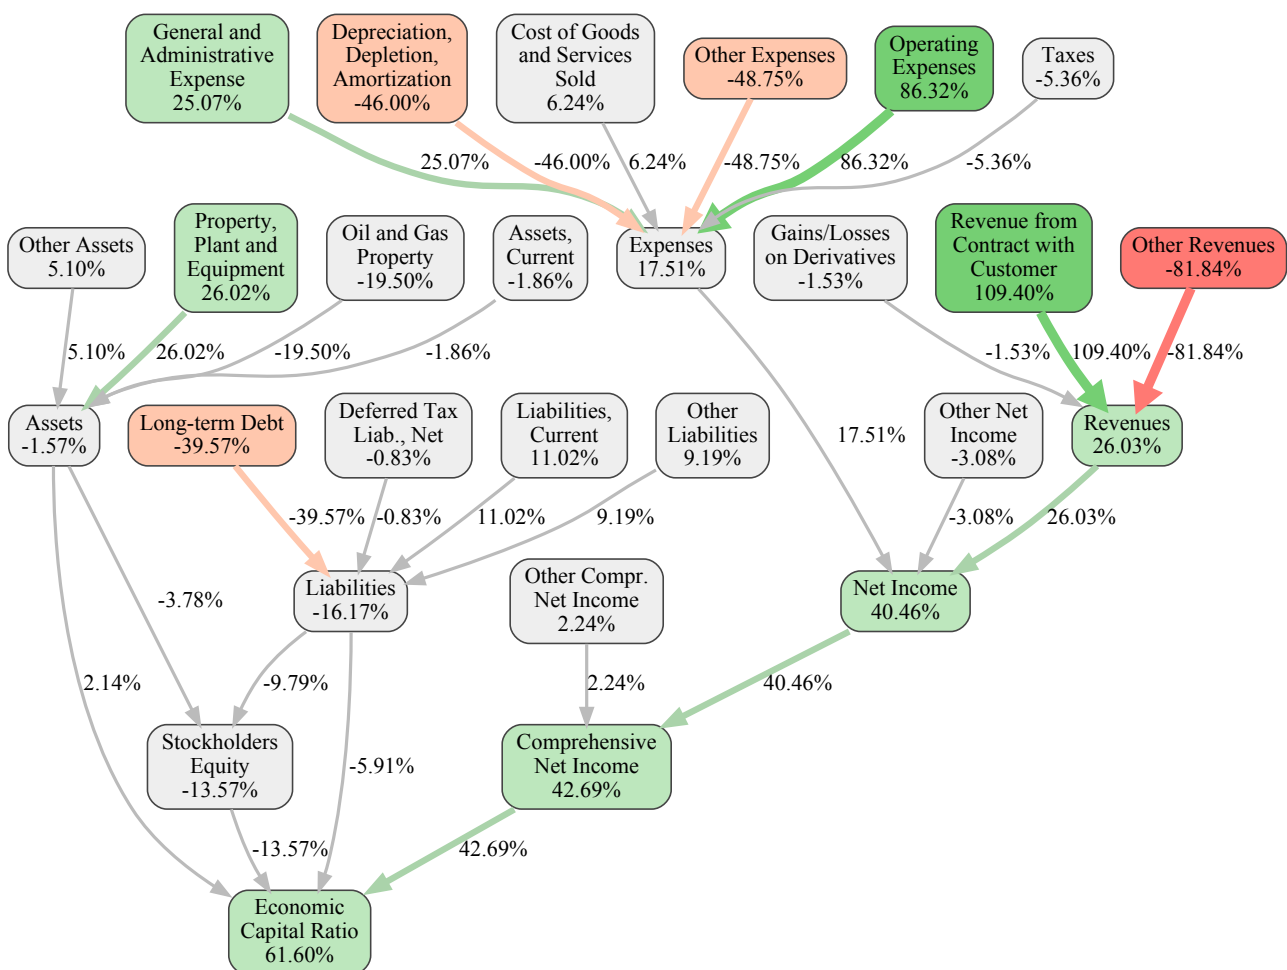 General and
Administrative
Expense
25.07%
Depreciation,
Depletion,
Amortization
-46.00%
Cost of Goods
and Services
Sold
6.24%
Other Expenses
-48.75%
Operating
Expenses
86.32%
Taxes
-5.36%
25.07%
-46.00%
6.24%
-48.75%
86.32%
-5.36%
Other Assets
5.10%
Property,
Plant and
Equipment
26.02%
Oil and Gas
Property
-19.50%
Assets,
Current
-1.86%
Expenses
17.51%
Gains/Losses
on Derivatives
-1.53%
Revenue from
Contract with
Customer
109.40%
Other Revenues
-81.84%
5.10%
26.02%
-19.50%
-1.86%
-1.53%
109.40%
-81.84%
Assets
-1.57%
Long-term Debt
-39.57%
Deferred Tax
Liab., Net
-0.83%
Liabilities,
Current
11.02%
Other
Liabilities
9.19%
17.51%
Other Net
Income
-3.08%
Revenues
26.03%
-39.57%
-0.83%
11.02%
9.19%
-3.08%
26.03%
-3.78%
Liabilities
-16.17%
Other Compr.
Net Income
2.24%
Net Income
40.46%
2.14%
-9.79%
2.24%
40.46%
Stockholders
Equity
-13.57%
-5.91%
Comprehensive
Net Income
42.69%
-13.57%
42.69%
Economic
Capital Ratio
61.60%